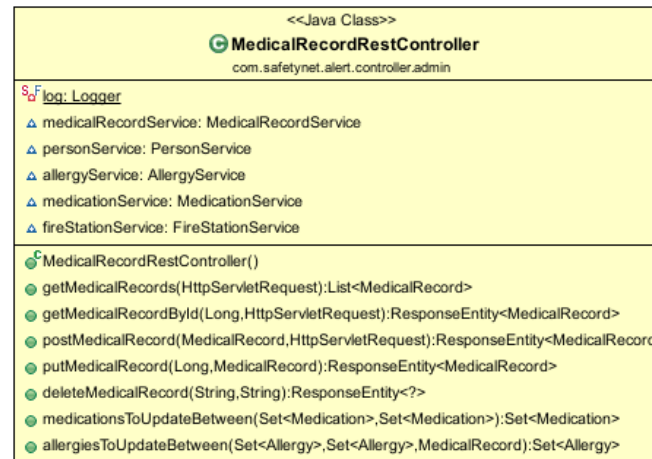 <<Java Class>>
MedicalRecordRestController
com.safetynet.alert.controller.admin
log: Logger
medicalRecordService: MedicalRecordService
personService: PersonService
allergyService: AllergyService
medicationService: MedicationService
fireStationService: FireStationService
MedicalRecordRestController()
getMedicalRecords(HttpServletRequest):List<MedicalRecord>
getMedicalRecordById(Long,HttpServletRequest):ResponseEntity<MedicalRecord>
postMedicalRecord(MedicalRecord,HttpServletRequest):ResponseEntity<MedicalRecord
putMedicalRecord(Long,MedicalRecord):ResponseEntity<MedicalRecord>
deleteMedicalRecord(String,String):ResponseEntity<?>
medicationsToUpdateBetween(Set<Medication>,Set<Medication>):Set<Medication>
allergiesToUpdateBetween(Set<Allergy>,Set<Allergy>,MedicalRecord):Set<Allergy>